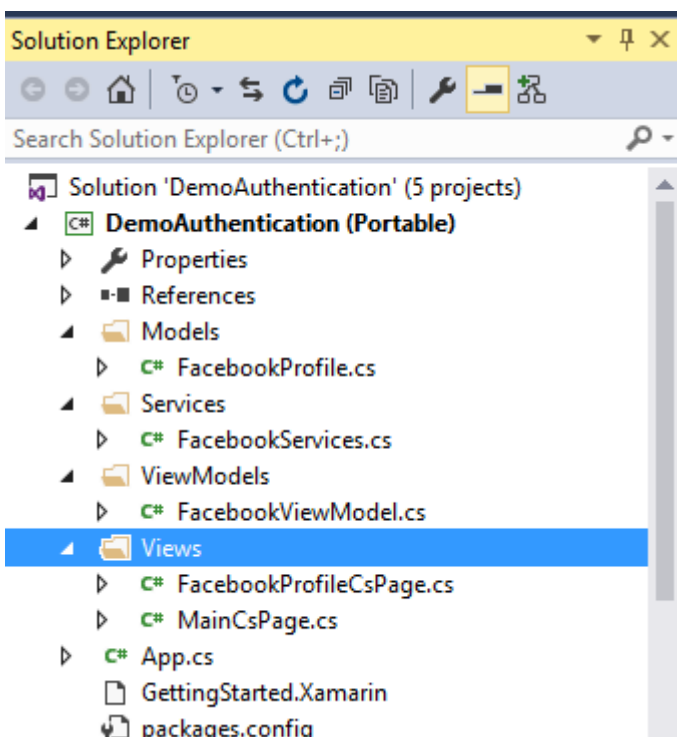 Solution Explorer
Search Solution Explorer (Ctrl+;)
Solution 'DemoAuthentication' (5 projects)
C# DemoAuthentication (Portable)
Properties
References
Models
C# FacebookProfile.cs
Services
C# FacebookServices.cs
ViewModels
C# FacebookViewModel.cs
Views
C# FacebookProfileCsPage.cs
C# MainCsPage.cs
C# App.cs
GettingStarted.Xamarin
packages.config